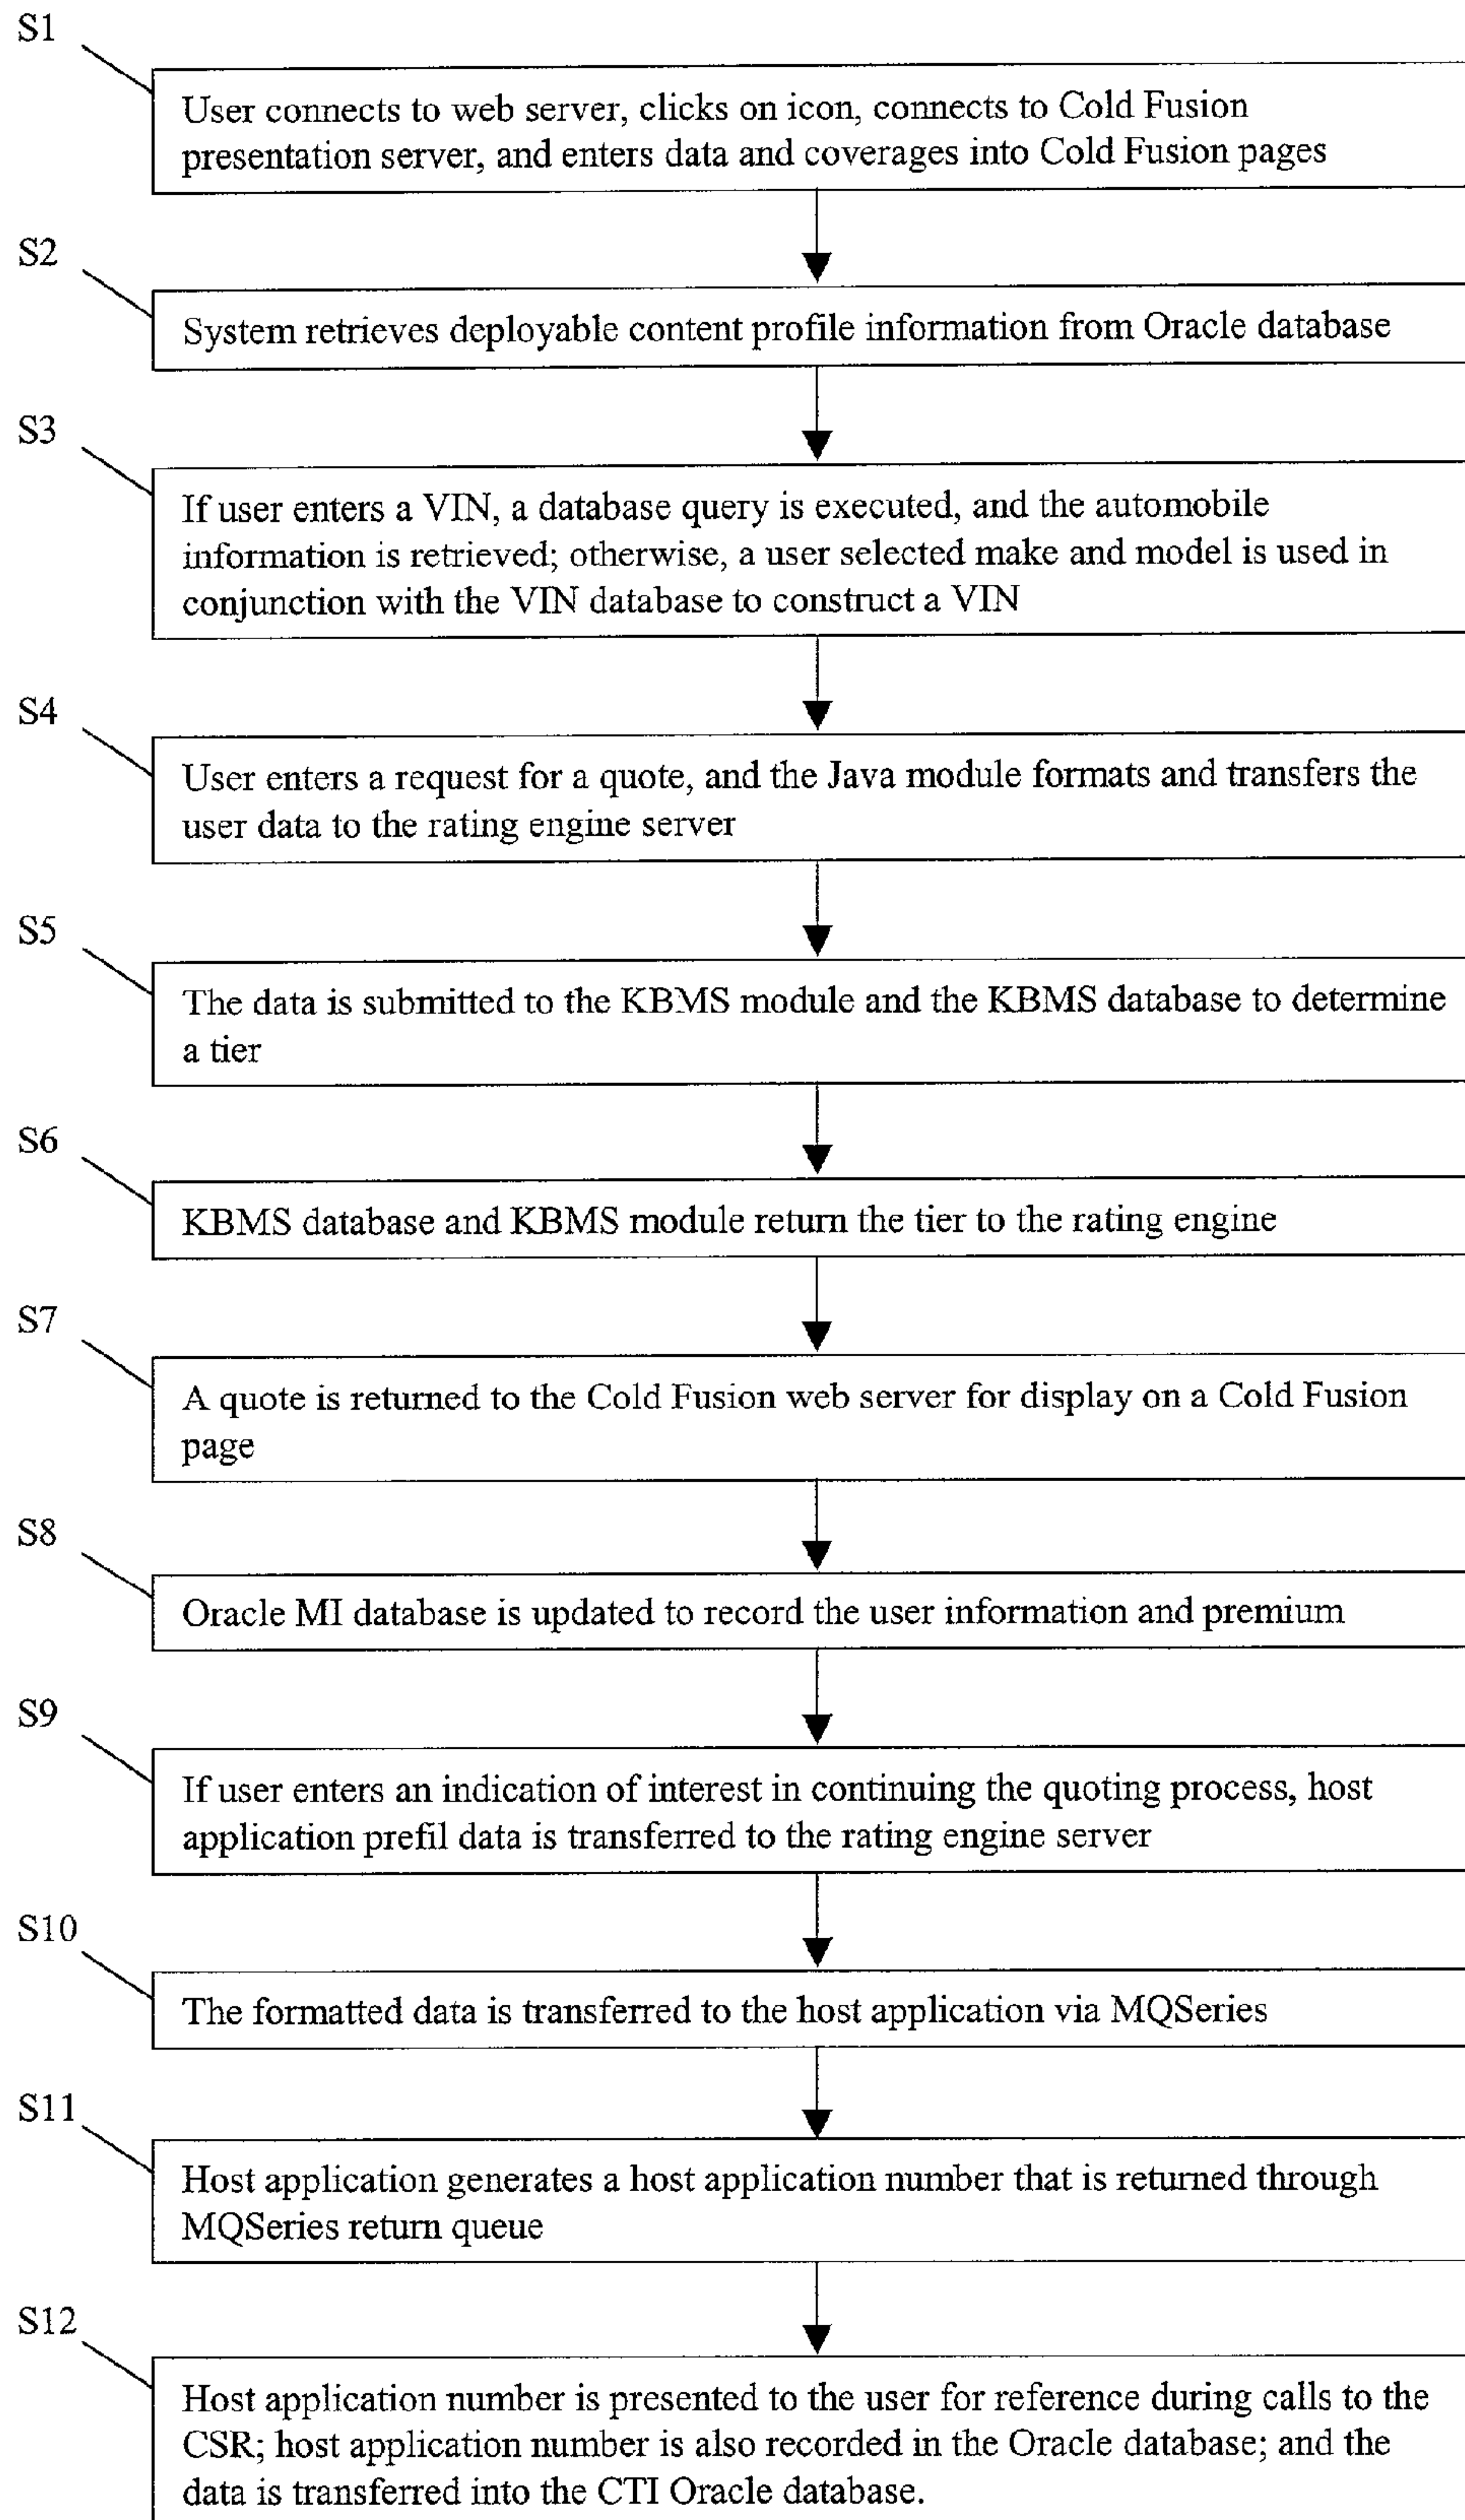 S1
User connects to web server, clicks on icon, connects to Cold Fusion
presentation server, and enters data and coverages into Cold Fusion pages
S2
System retrieves deployable content profile information from Oracle database
S3
If user enters a VIN, a database query is executed, and the automobile
information is retrieved; otherwise, a user selected make and model is used in
conjunction with the VIN database to construct a VIN
S4
User enters a request for a quote, and the Java module formats and transfers the
user data to the rating engine server
S5
The data is submitted to the KBMS module and the KBMS database to determine
a tier
S6
KBMS database and KBMS module return the tier to the rating engine
S7
A quote is returned to the Cold Fusion web server for display on a Cold Fusion
page
S8
Oracle MI database is updated to record the user information and premium
S9
If user enters an indication of interest in continuing the quoting process, host
application prefil data is transferred to the rating engine server
S10
The formatted data is transferred to the host application via MQSeries
S11
Host application generates a host application number that is returned through
MQSeries return queue
S12
Host application number is presented to the user for reference during calls to the
CSR; host application number is also recorded in the Oracle database; and the
data is transferred into the CTI Oracle database.